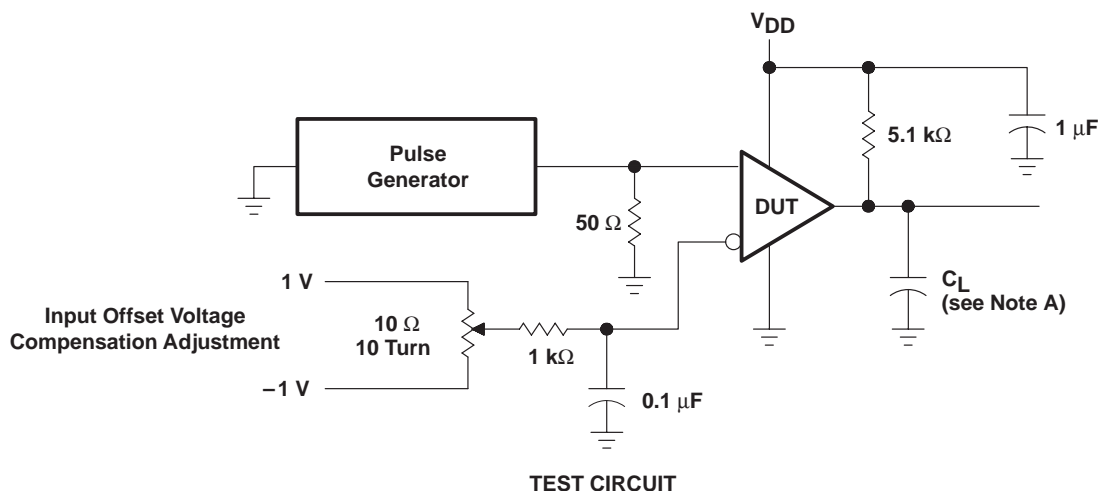 VDD
5.1 kΩ
1 μF
Pulse
Generator
DUT
50 Ω
CL
(see Note A)
1 V
Input Offset Voltage
Compensation Adjustment
10 Ω
10 Turn
1 kΩ
−1 V
0.1 μF
TEST CIRCUIT